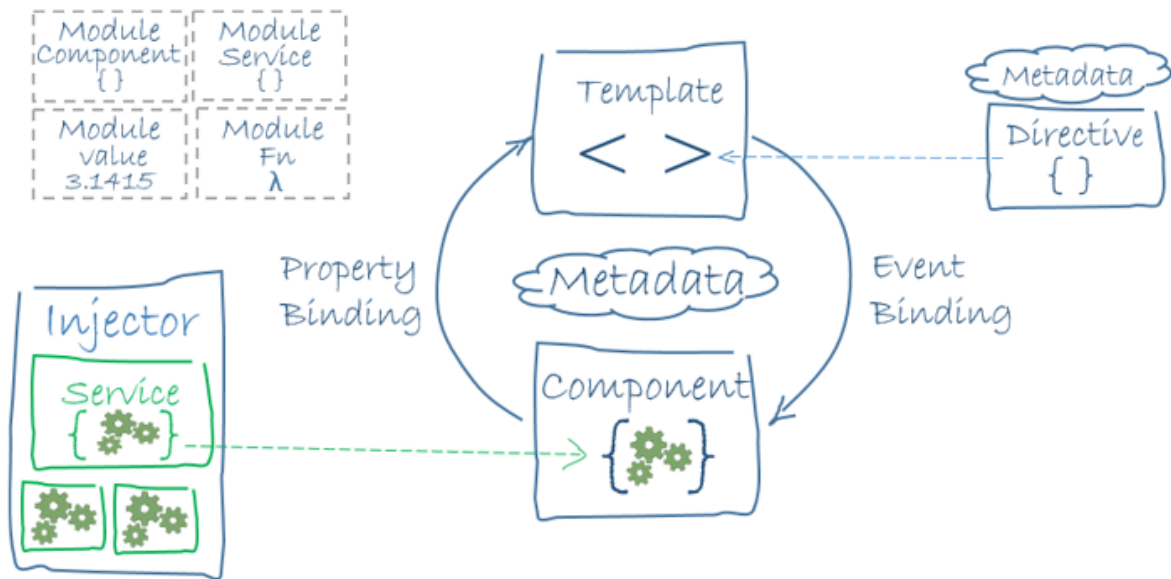 Module
Component
{ }
Module
Service
{ }
Module
value
3.1415
Module
Fn
λ
Template
< >
Metadata
Directive
{ }
Property
Binding
Metadata
Event
Binding
Injector
Service
{ }
Component
{ }